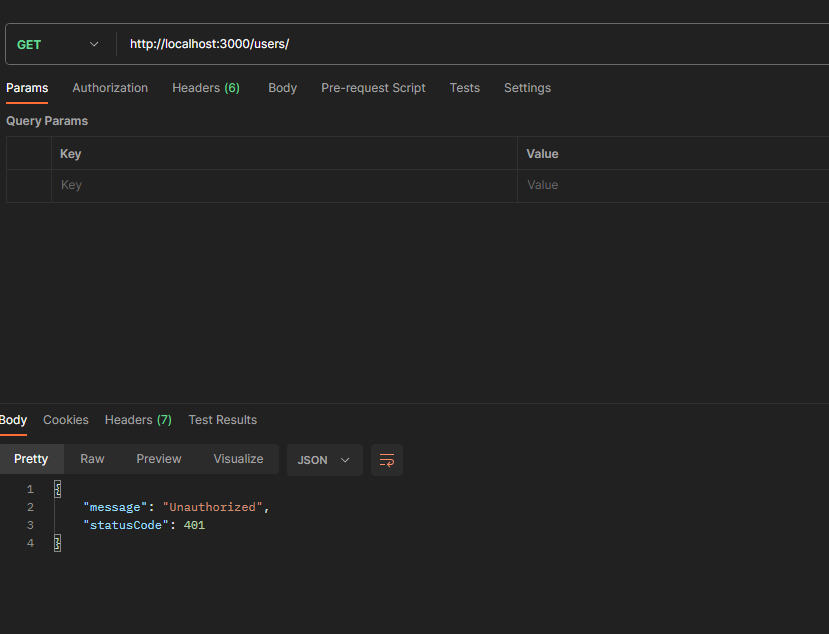 GET http://localhost:3000/users/
Params Authorization Headers (6) Body Pre-request Script Tests Settings
Query Params
Key Value
Key Value
Body Cookies Headers (7) Test Results
Pretty Raw Preview Visualize JSON
1 {
2 "message": "Unauthorized",
3 "statusCode": 401
4 }